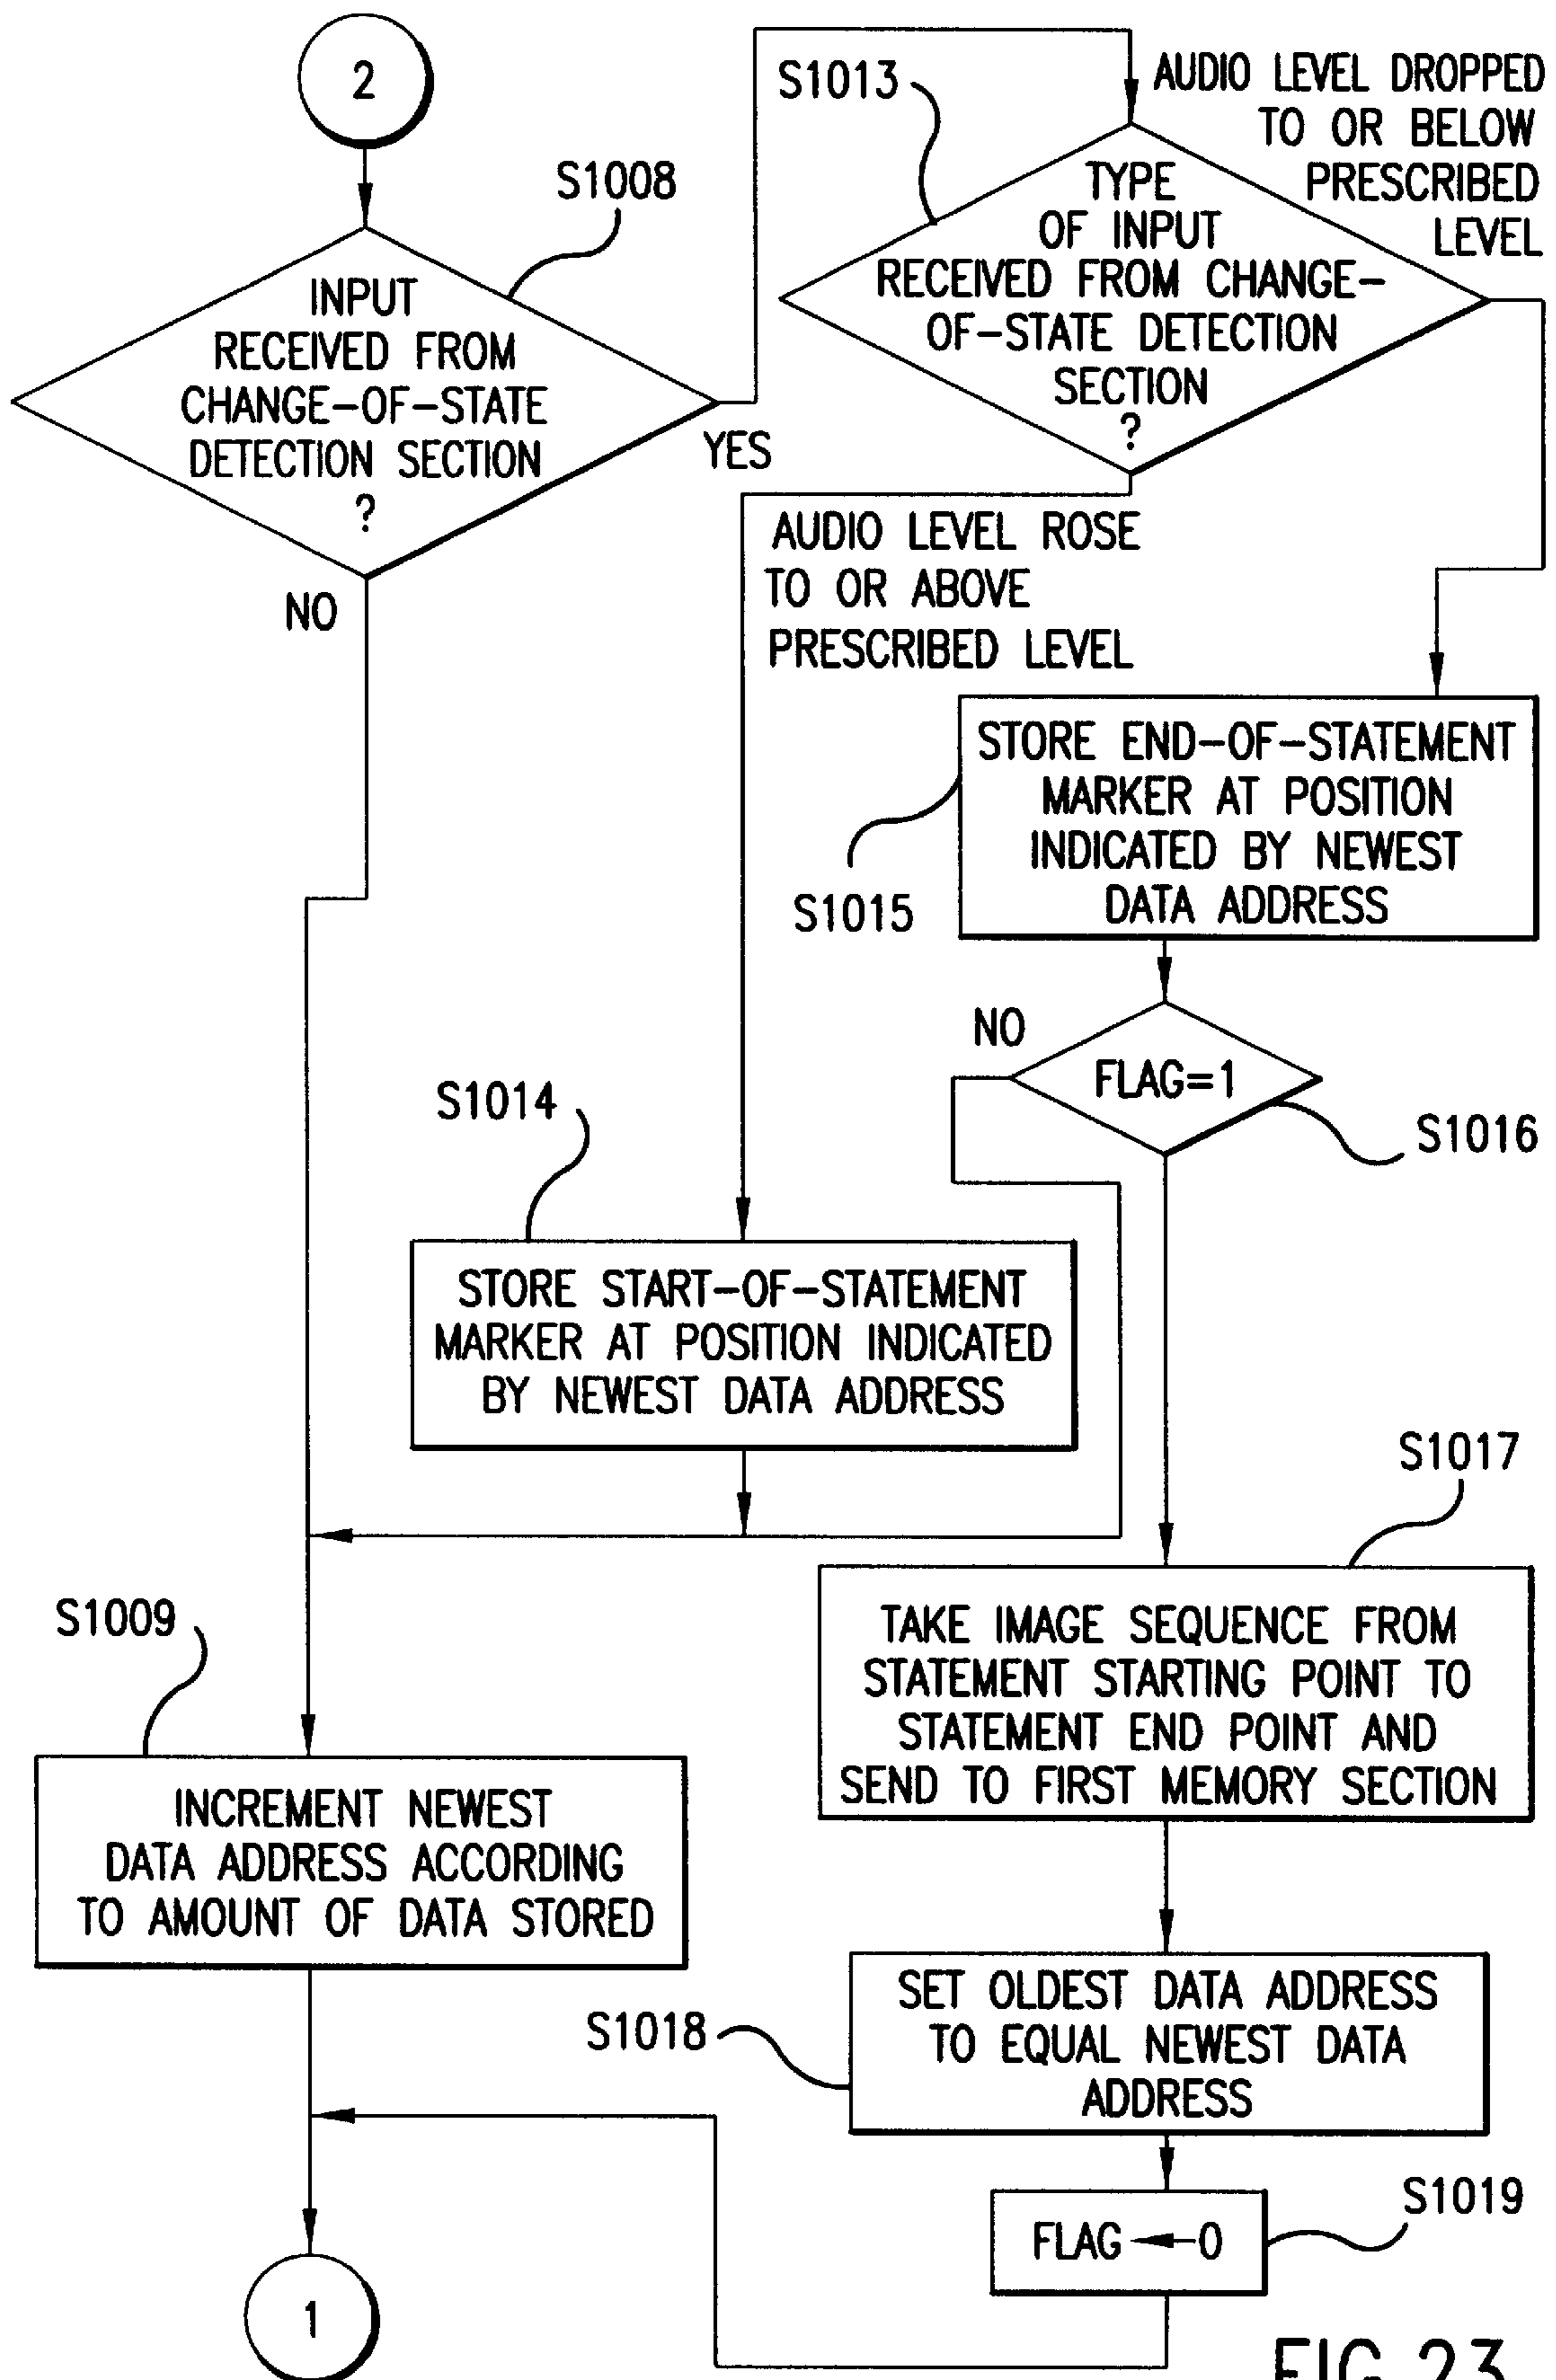 2
S1008
INPUT
RECEIVED FROM
CHANGE-OF-STATE
DETECTION SECTION
?
YES
NO
S1013
AUDIO LEVEL DROPPED
TO OR BELOW
PRESCRIBED
LEVEL
TYPE
OF INPUT
RECEIVED FROM CHANGE-
OF-STATE DETECTION
SECTION
?
AUDIO LEVEL ROSE
TO OR ABOVE
PRESCRIBED LEVEL
STORE END-OF-STATEMENT
MARKER AT POSITION
INDICATED BY NEWEST
DATA ADDRESS
S1015
NO
FLAG=1
S1016
S1014
STORE START-OF-STATEMENT
MARKER AT POSITION INDICATED
BY NEWEST DATA ADDRESS
S1017
TAKE IMAGE SEQUENCE FROM
STATEMENT STARTING POINT TO
STATEMENT END POINT AND
SEND TO FIRST MEMORY SECTION
S1009
INCREMENT NEWEST
DATA ADDRESS ACCORDING
TO AMOUNT OF DATA STORED
S1018
SET OLDEST DATA ADDRESS
TO EQUAL NEWEST DATA
ADDRESS
S1019
FLAG ← 0
1
FIG. 23